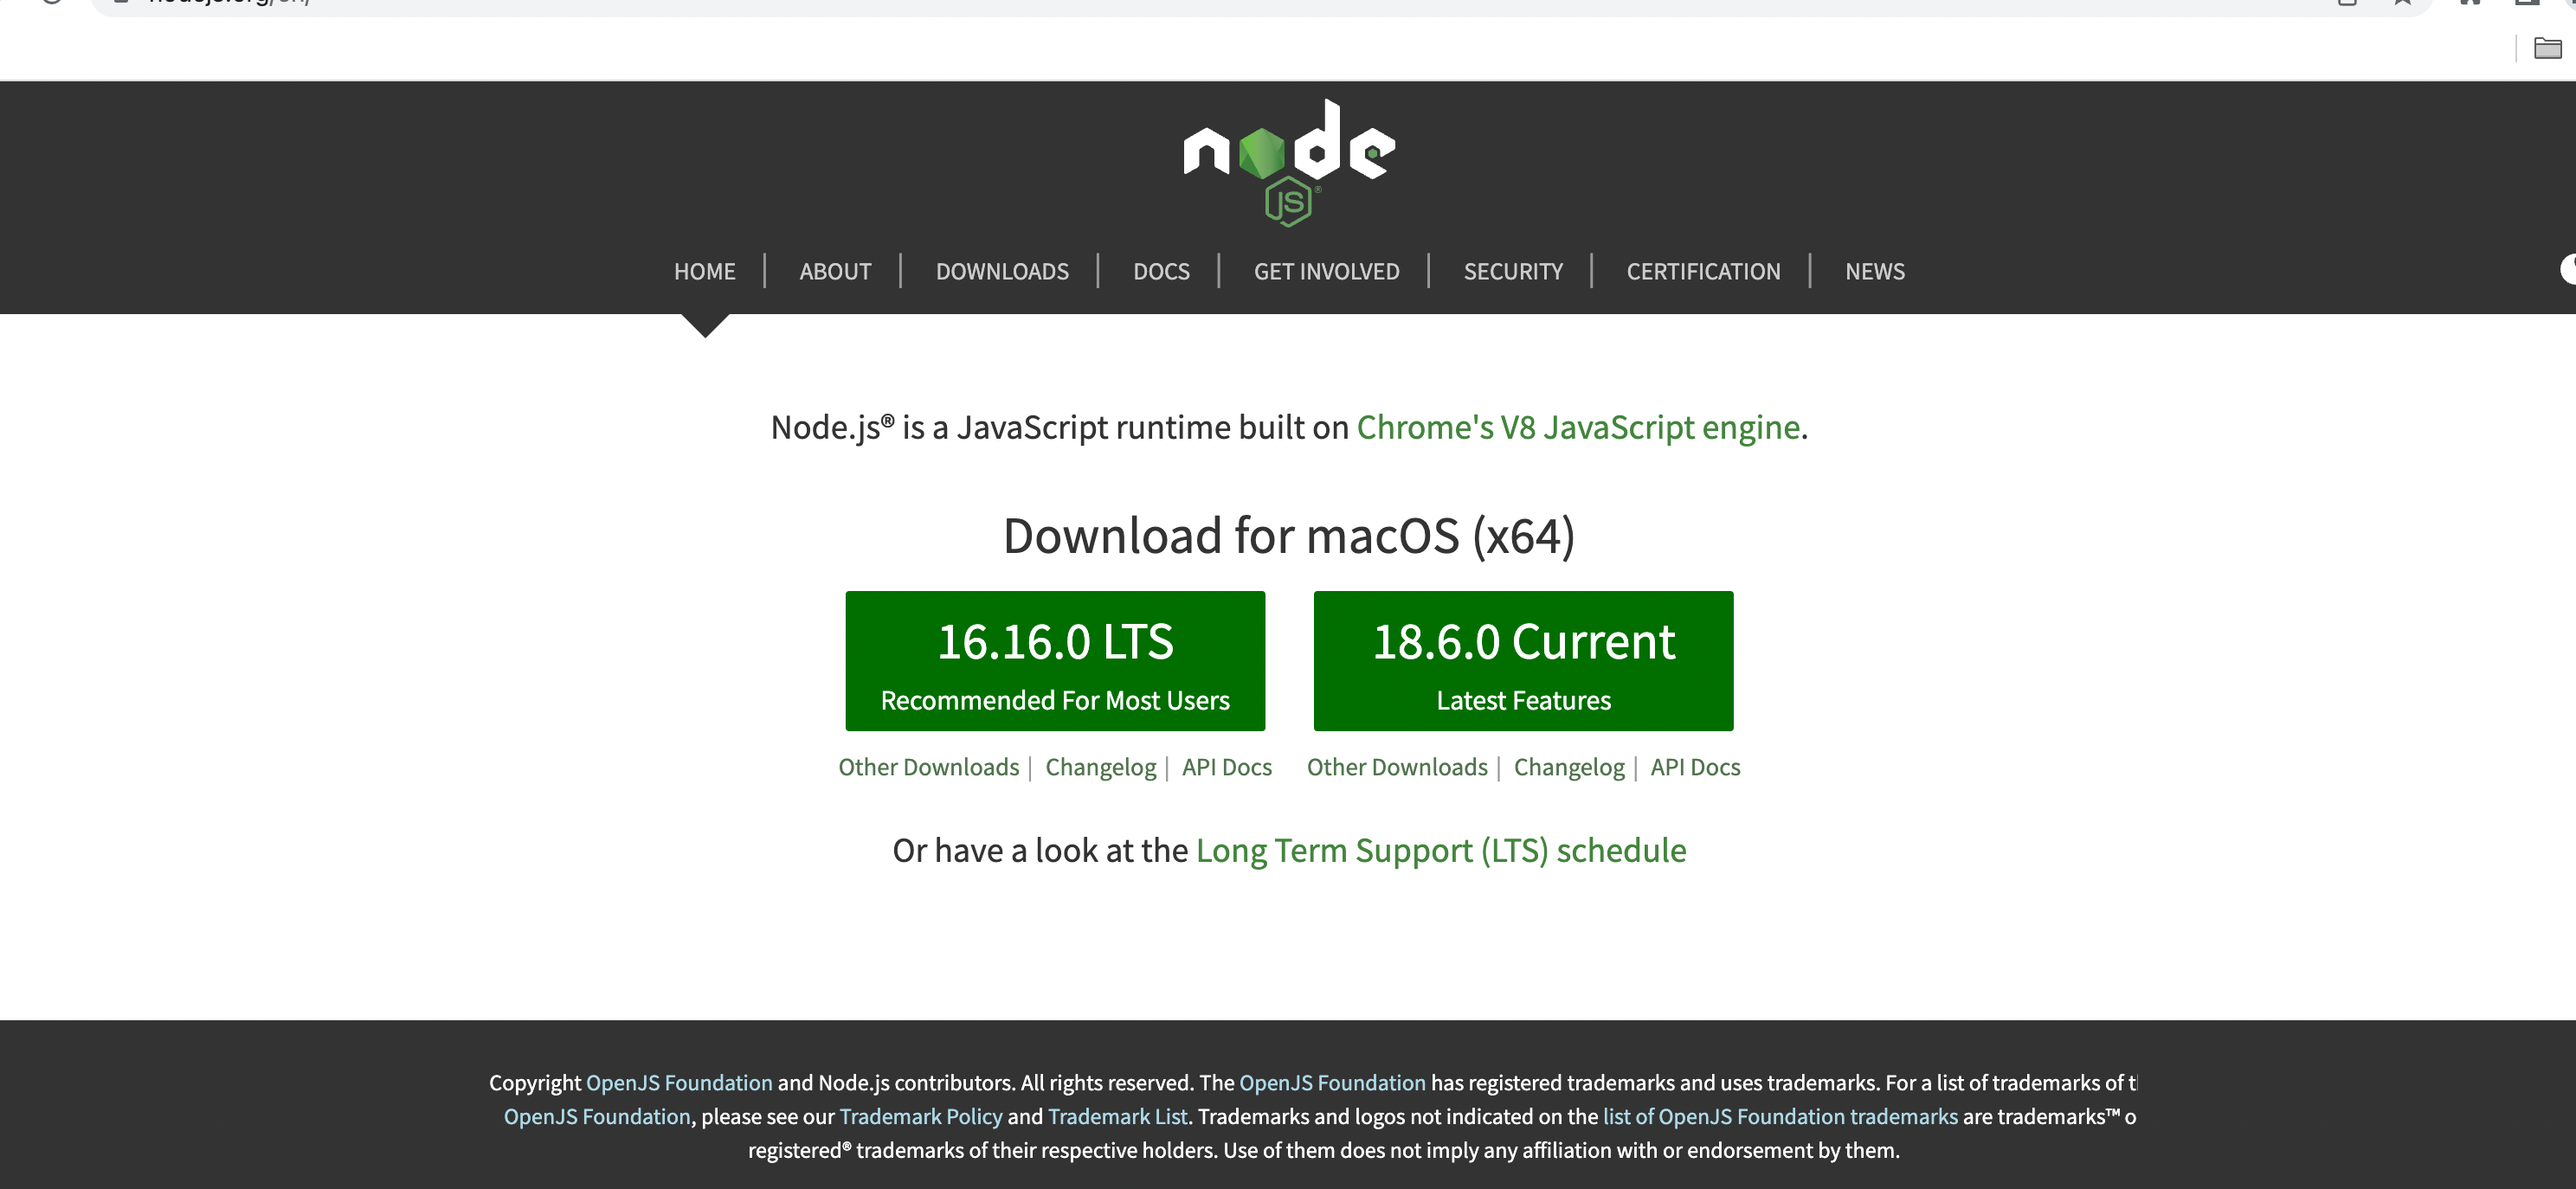 node
JS®
HOME | ABOUT | DOWNLOADS | DOCS | GET INVOLVED | SECURITY | CERTIFICATION | NEWS
Node.js® is a JavaScript runtime built on Chrome's V8 JavaScript engine.
Download for macOS (x64)
16.16.0 LTS
Recommended For Most Users
18.6.0 Current
Latest Features
Other Downloads | Changelog | API Docs
Other Downloads | Changelog | API Docs
Or have a look at the Long Term Support (LTS) schedule
Copyright OpenJS Foundation and Node.js contributors. All rights reserved. The OpenJS Foundation has registered trademarks and uses trademarks. For a list of trademarks of
OpenJS Foundation, please see our Trademark Policy and Trademark List. Trademarks and logos not indicated on the list of OpenJS Foundation trademarks are trademarks™
registered® trademarks of their respective holders. Use of them does not imply any affiliation with or endorsement by them.